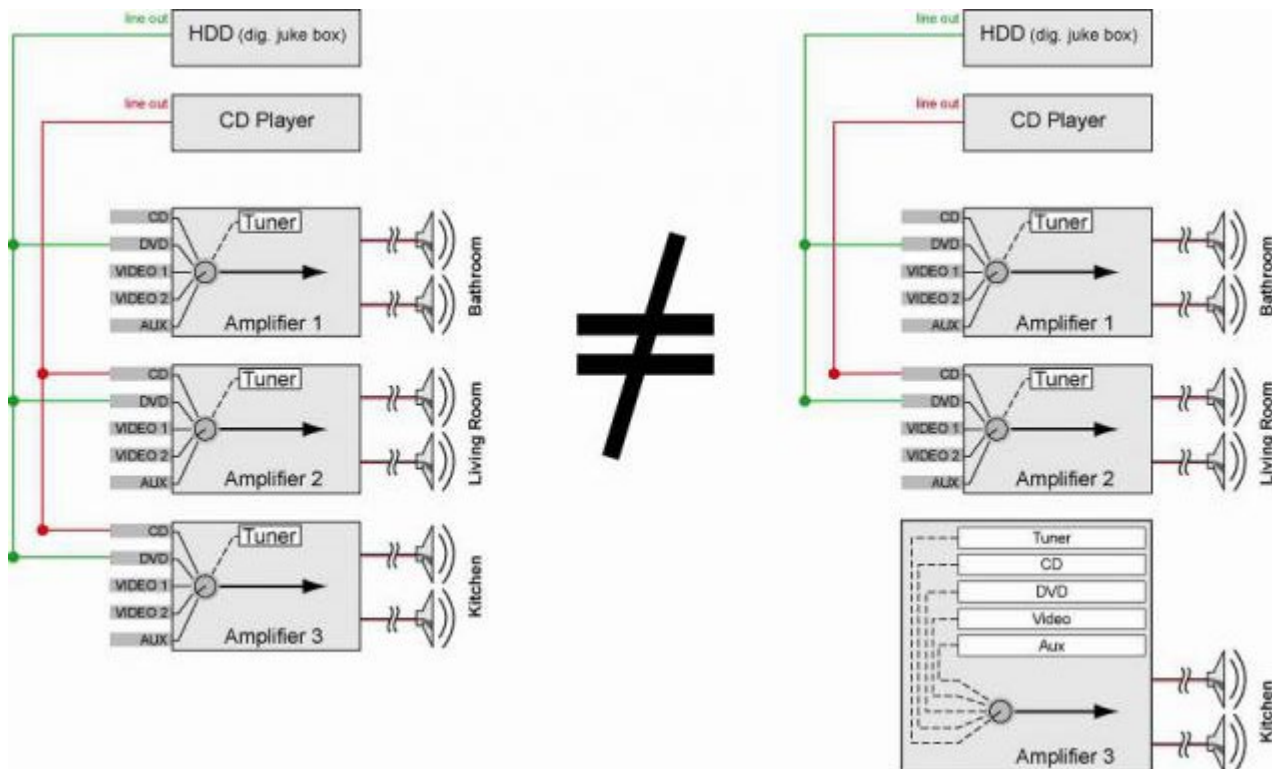 line out
HDD (dig. juke box)
line out
CD Player
CD
Tuner
DVD
VIDEO 1
VIDEO 2
AUX
Amplifier 1
Bathroom
CD
Tuner
DVD
VIDEO 1
VIDEO 2
AUX
Amplifier 2
Living Room
CD
Tuner
DVD
VIDEO 1
VIDEO 2
AUX
Amplifier 3
Kitchen
≠
line out
HDD (dig. juke box)
line out
CD Player
CD
Tuner
DVD
VIDEO 1
VIDEO 2
AUX
Amplifier 1
Bathroom
CD
Tuner
DVD
VIDEO 1
VIDEO 2
AUX
Amplifier 2
Living Room
Tuner
CD
DVD
Video
Aux
Amplifier 3
Kitchen